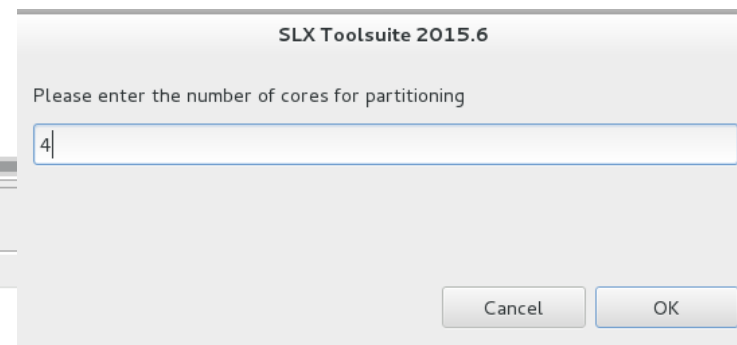 SLX Toolsuite 2015.6
Please enter the number of cores for partitioning
4
Cancel OK